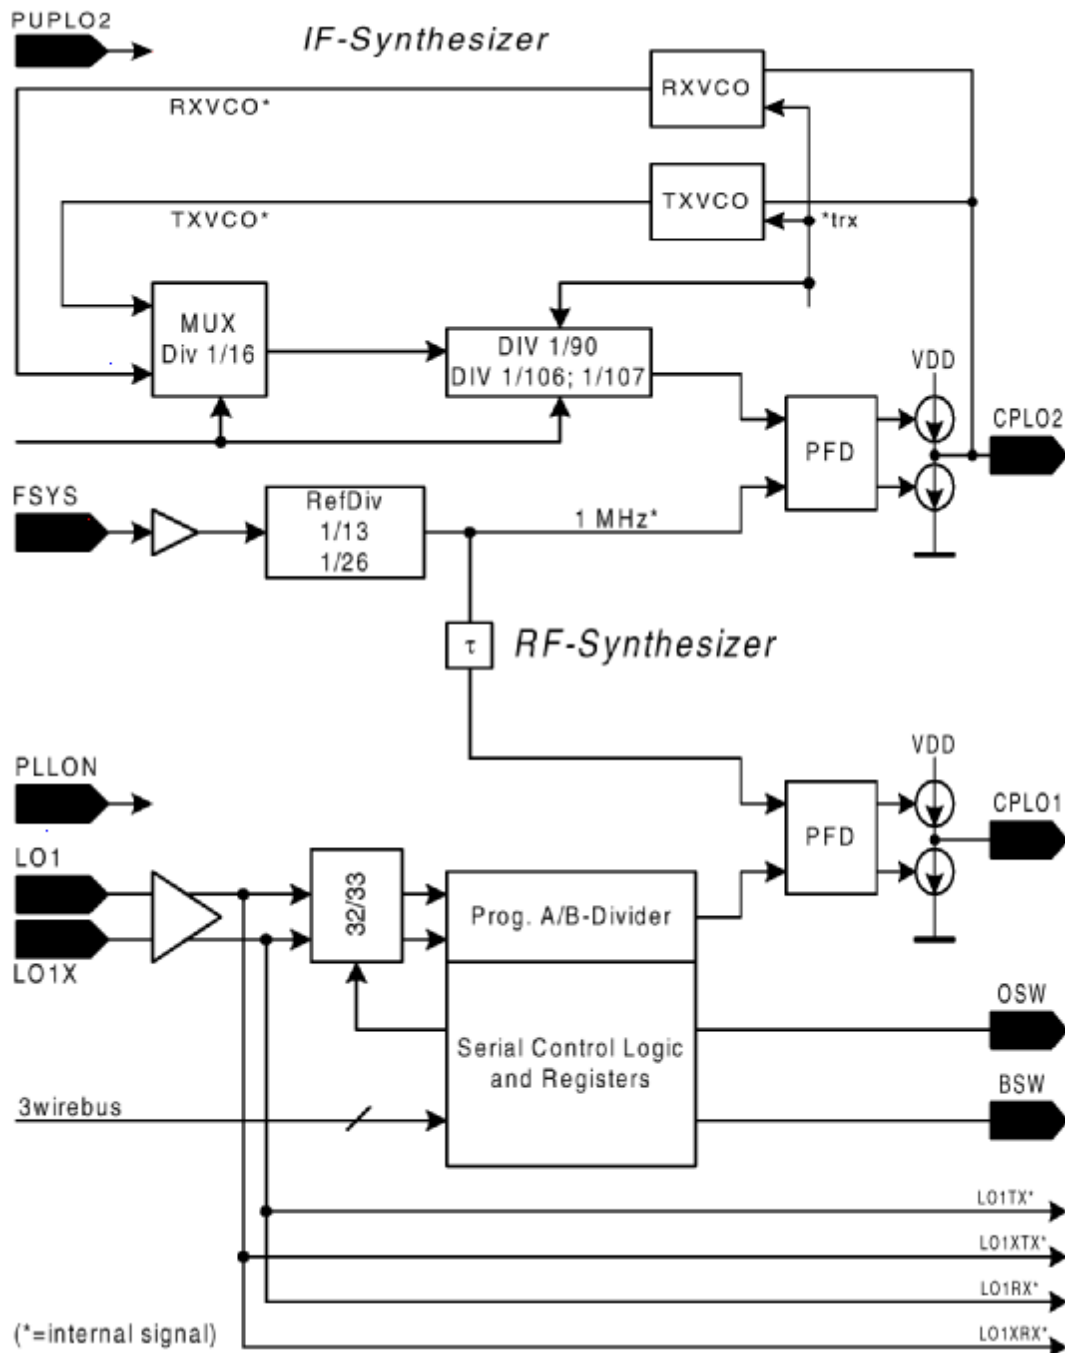 PUPLO2
IF-Synthesizer
RXVCO
RXVCO*
TXVCO
TXVCO*
*trx
MUX
Div 1/16
DIV 1/90
DIV 1/106; 1/107
VDD
PFD
CPLO2
FSYS
RefDiv
1/13
1/26
1 MHz*
τ
RF-Synthesizer
PLLON
VDD
PFD
CPLO1
LO1
LO1X
32/33
Prog. A/B-Divider
Serial Control Logic
and Registers
OSW
BSW
3wirebus
LO1TX*
LO1XTX*
LO1RX*
LO1XRX*
(*=internal signal)